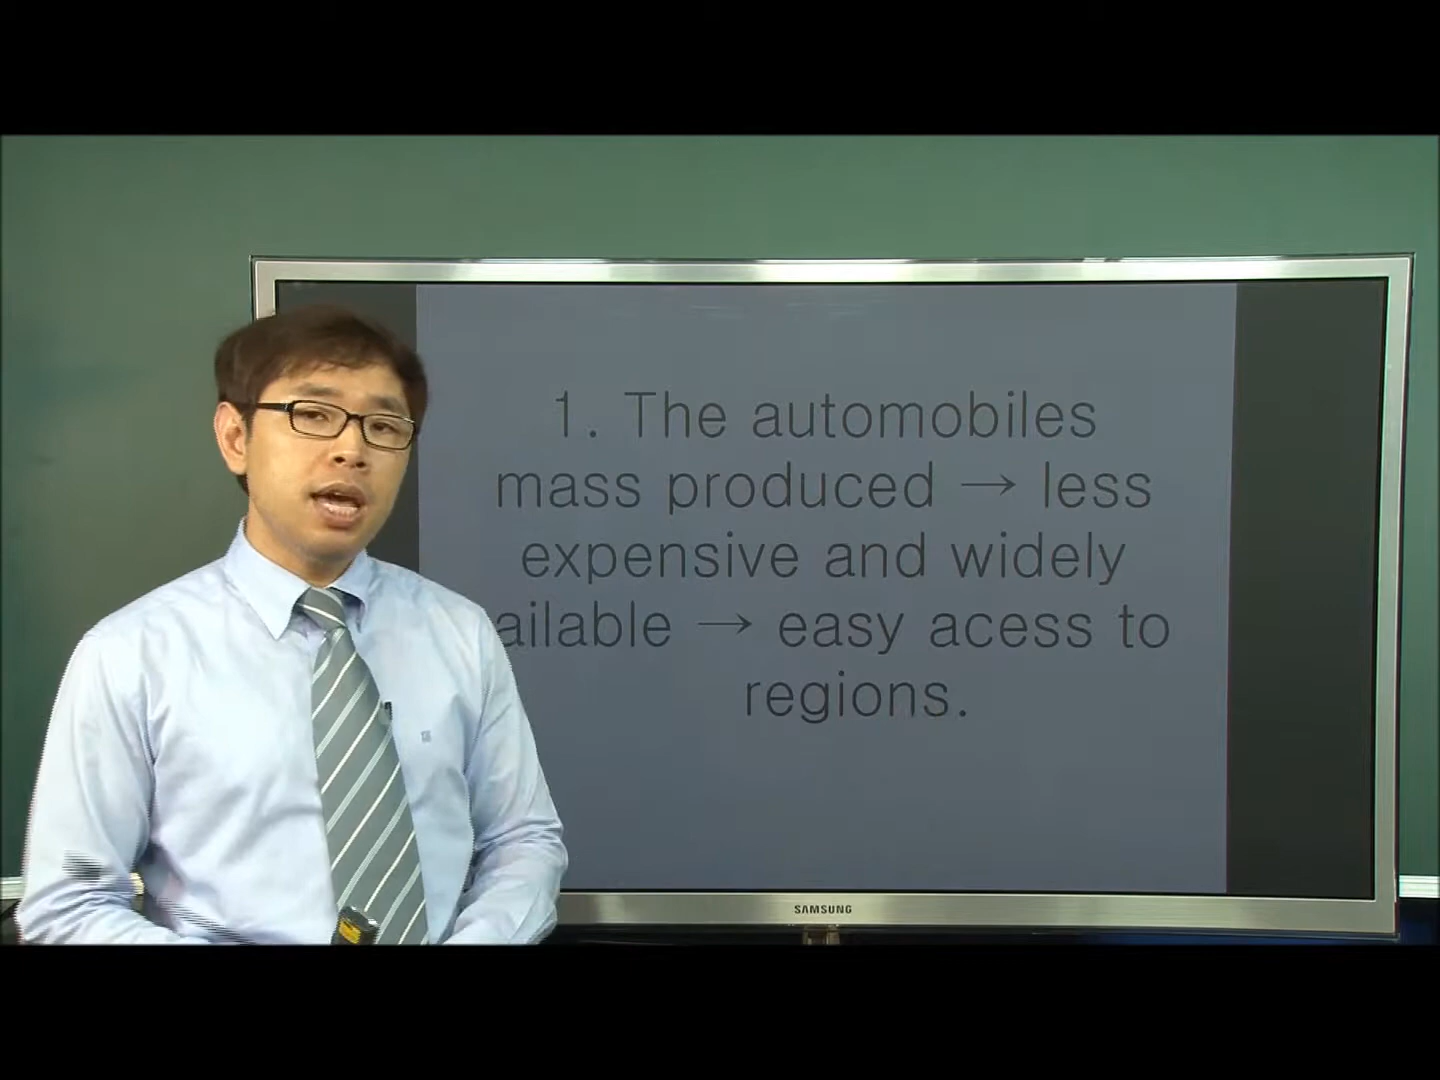 1. The automobiles
mass produced → less
expensive and widely
ailable → easy acess to
regions.
SAMSUNG